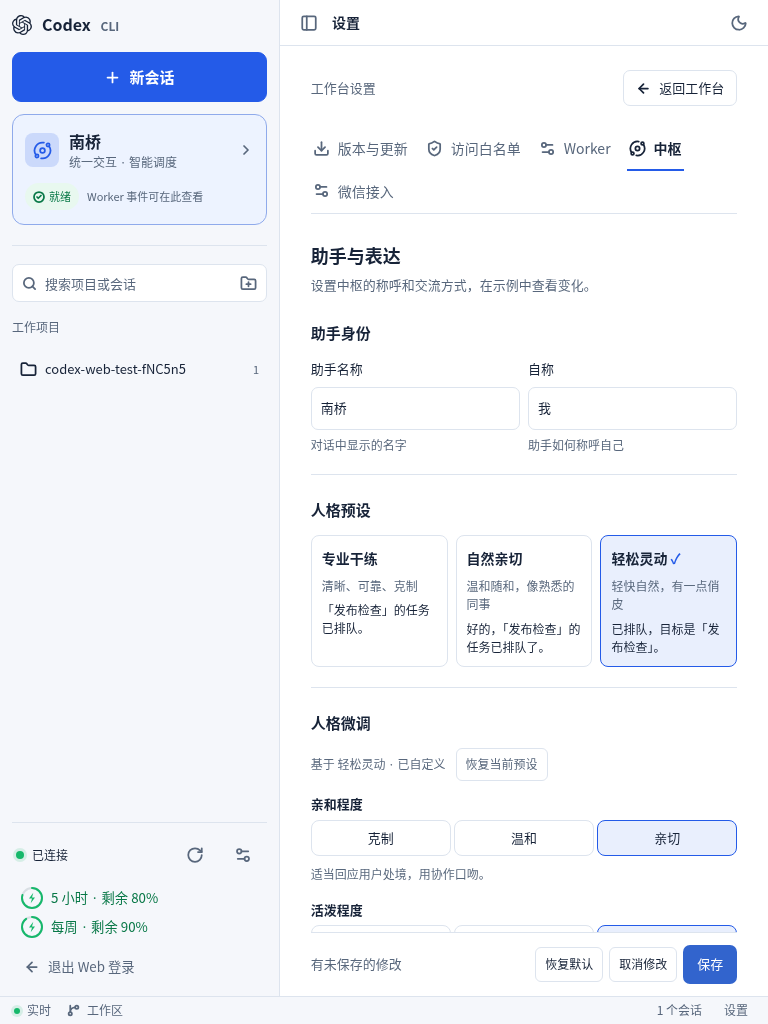 Codex CLI
新会话
南桥
统一交互 · 智能调度
就绪 Worker 事件可在此查看
搜索项目或会话
工作项目
codex-web-test-fNC5n5 1
已连接
5 小时 · 剩余 80%
每周 · 剩余 90%
退出 Web 登录
设置
工作台设置 返回工作台
版本与更新 访问白名单 Worker 中枢
微信接入
助手与表达
设置中枢的称呼和交流方式，在示例中查看变化。
助手身份
助手名称 自称
南桥 我
对话中显示的名字 助手如何称呼自己
人格预设
专业干练
清晰、可靠、克制
「发布检查」的任务
已排队。
自然亲切
温和随和，像熟悉的
同事
好的，「发布检查」的
任务已排队了。
轻松灵动 ✓
轻快自然，有一点俏
皮
已排队，目标是「发
布检查」。
人格微调
基于 轻松灵动 · 已自定义 恢复当前预设
亲和程度
克制 温和 亲切
适当回应用户处境，用协作口吻。
活泼程度
有未保存的修改 恢复默认 取消修改 保存
实时 工作区 1 个会话 设置